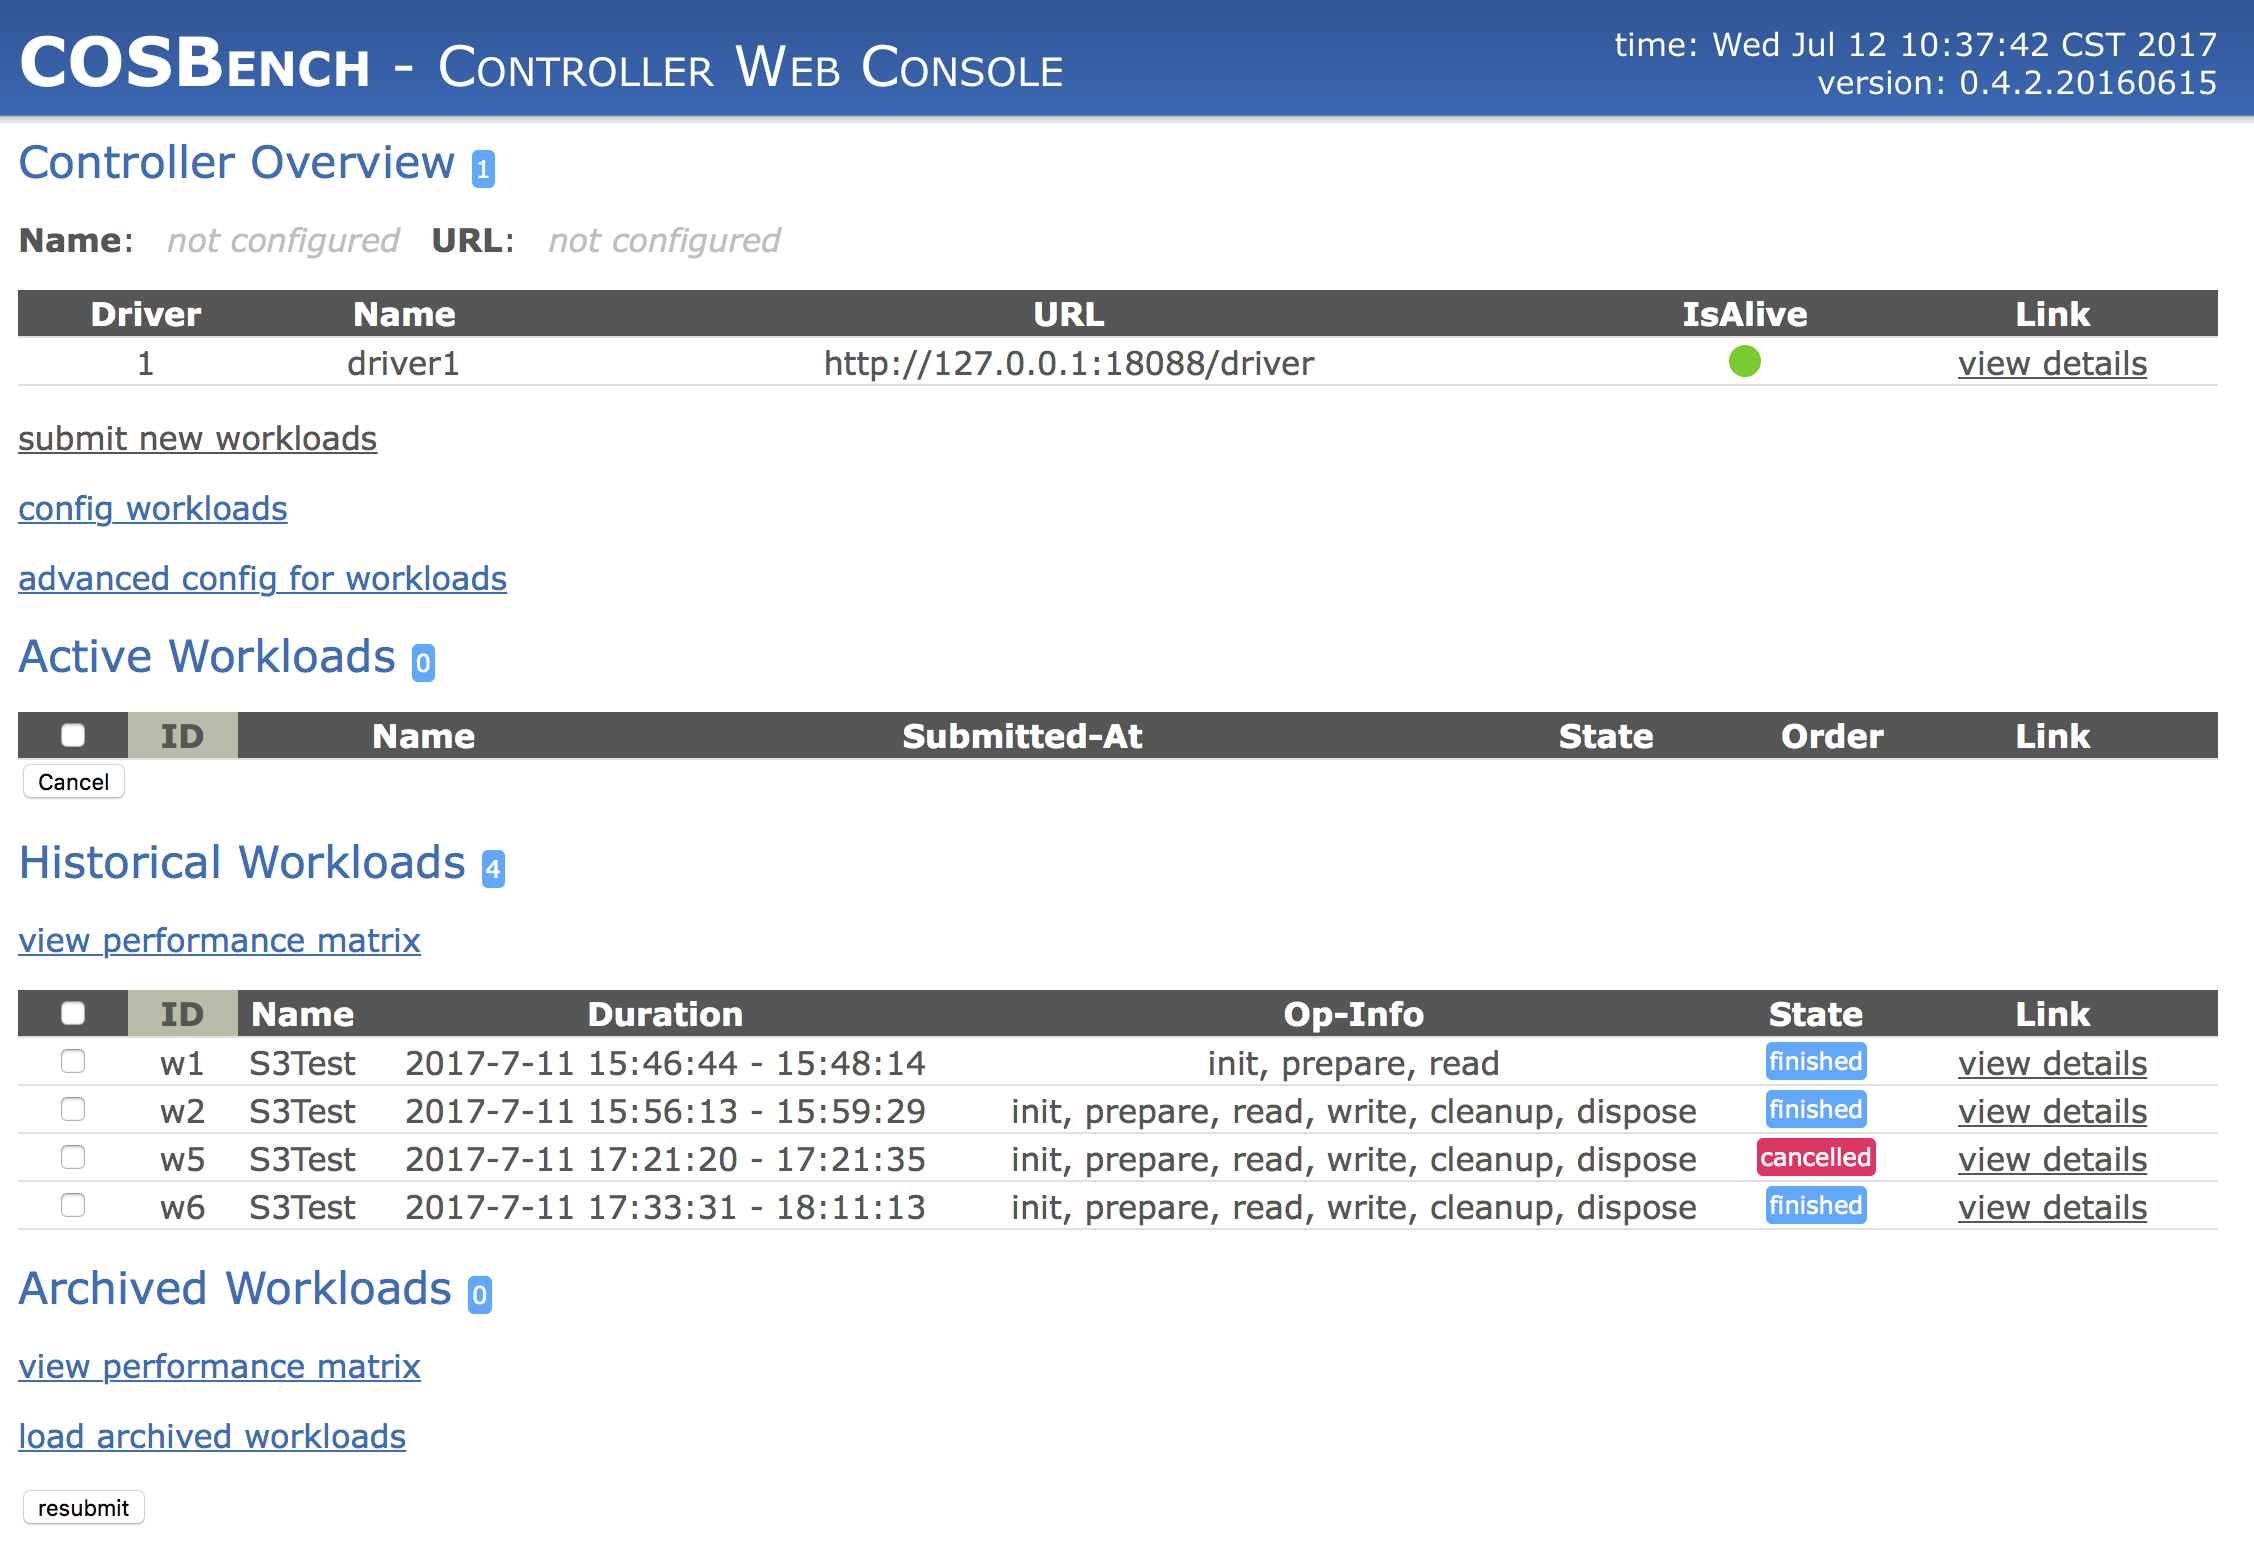 COSBENCH - CONTROLLER WEB CONSOLE
time: Wed Jul 12 10:37:42 CST 2017
version: 0.4.2.20160615
Controller Overview 1
Name: not configured URL: not configured
Driver Name URL IsAlive Link
1 driver1 http://127.0.0.1:18088/driver view details
submit new workloads
config workloads
advanced config for workloads
Active Workloads 0
ID Name Submitted-At State Order Link
Cancel
Historical Workloads 4
view performance matrix
ID Name Duration Op-Info State Link
w1 S3Test 2017-7-11 15:46:44 - 15:48:14 init, prepare, read finished view details
w2 S3Test 2017-7-11 15:56:13 - 15:59:29 init, prepare, read, write, cleanup, dispose finished view details
w5 S3Test 2017-7-11 17:21:20 - 17:21:35 init, prepare, read, write, cleanup, dispose cancelled view details
w6 S3Test 2017-7-11 17:33:31 - 18:11:13 init, prepare, read, write, cleanup, dispose finished view details
Archived Workloads 0
view performance matrix
load archived workloads
resubmit